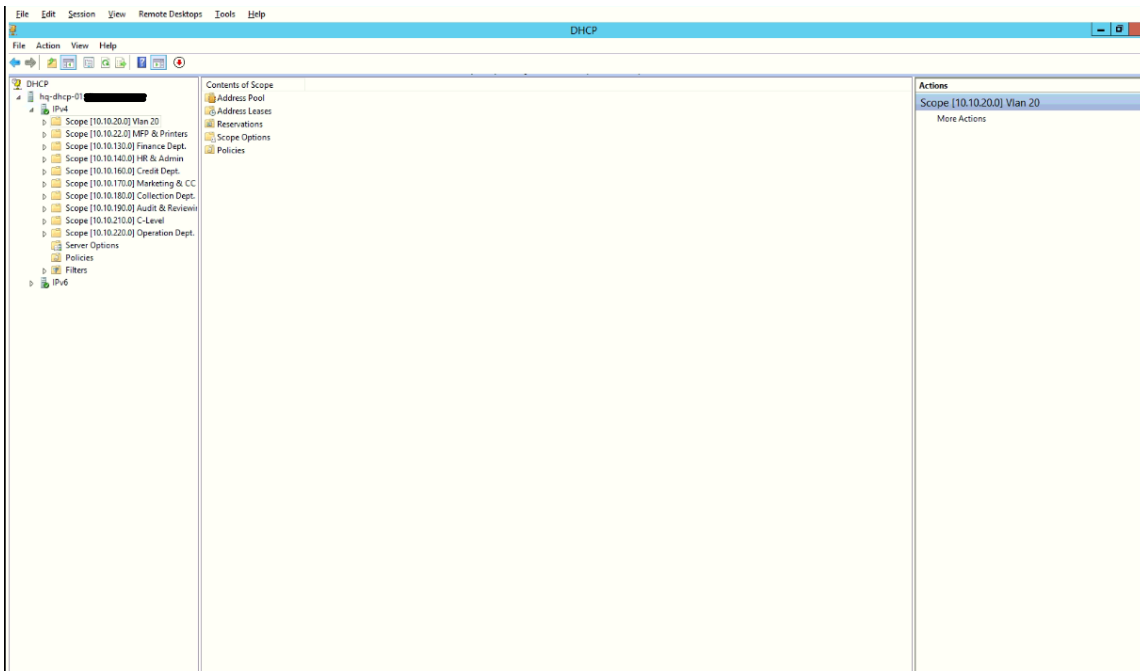 File Edit Session View Remote Desktops Tools Help
DHCP
File Action View Help
DHCP
hq-dhcp-01
IPv4
Scope [10.10.20.0] Vlan 20
Scope [10.10.22.0] MFP & Printers
Scope [10.10.130.0] Finance Dept.
Scope [10.10.140.0] HR & Admin
Scope [10.10.160.0] Credit Dept.
Scope [10.10.170.0] Marketing & CC
Scope [10.10.180.0] Collection Dept.
Scope [10.10.190.0] Audit & Reviewin
Scope [10.10.210.0] C-Level
Scope [10.10.220.0] Operation Dept.
Server Options
Policies
Filters
IPv6
Contents of Scope
Address Pool
Address Leases
Reservations
Scope Options
Policies
Actions
Scope [10.10.20.0] Vlan 20
More Actions